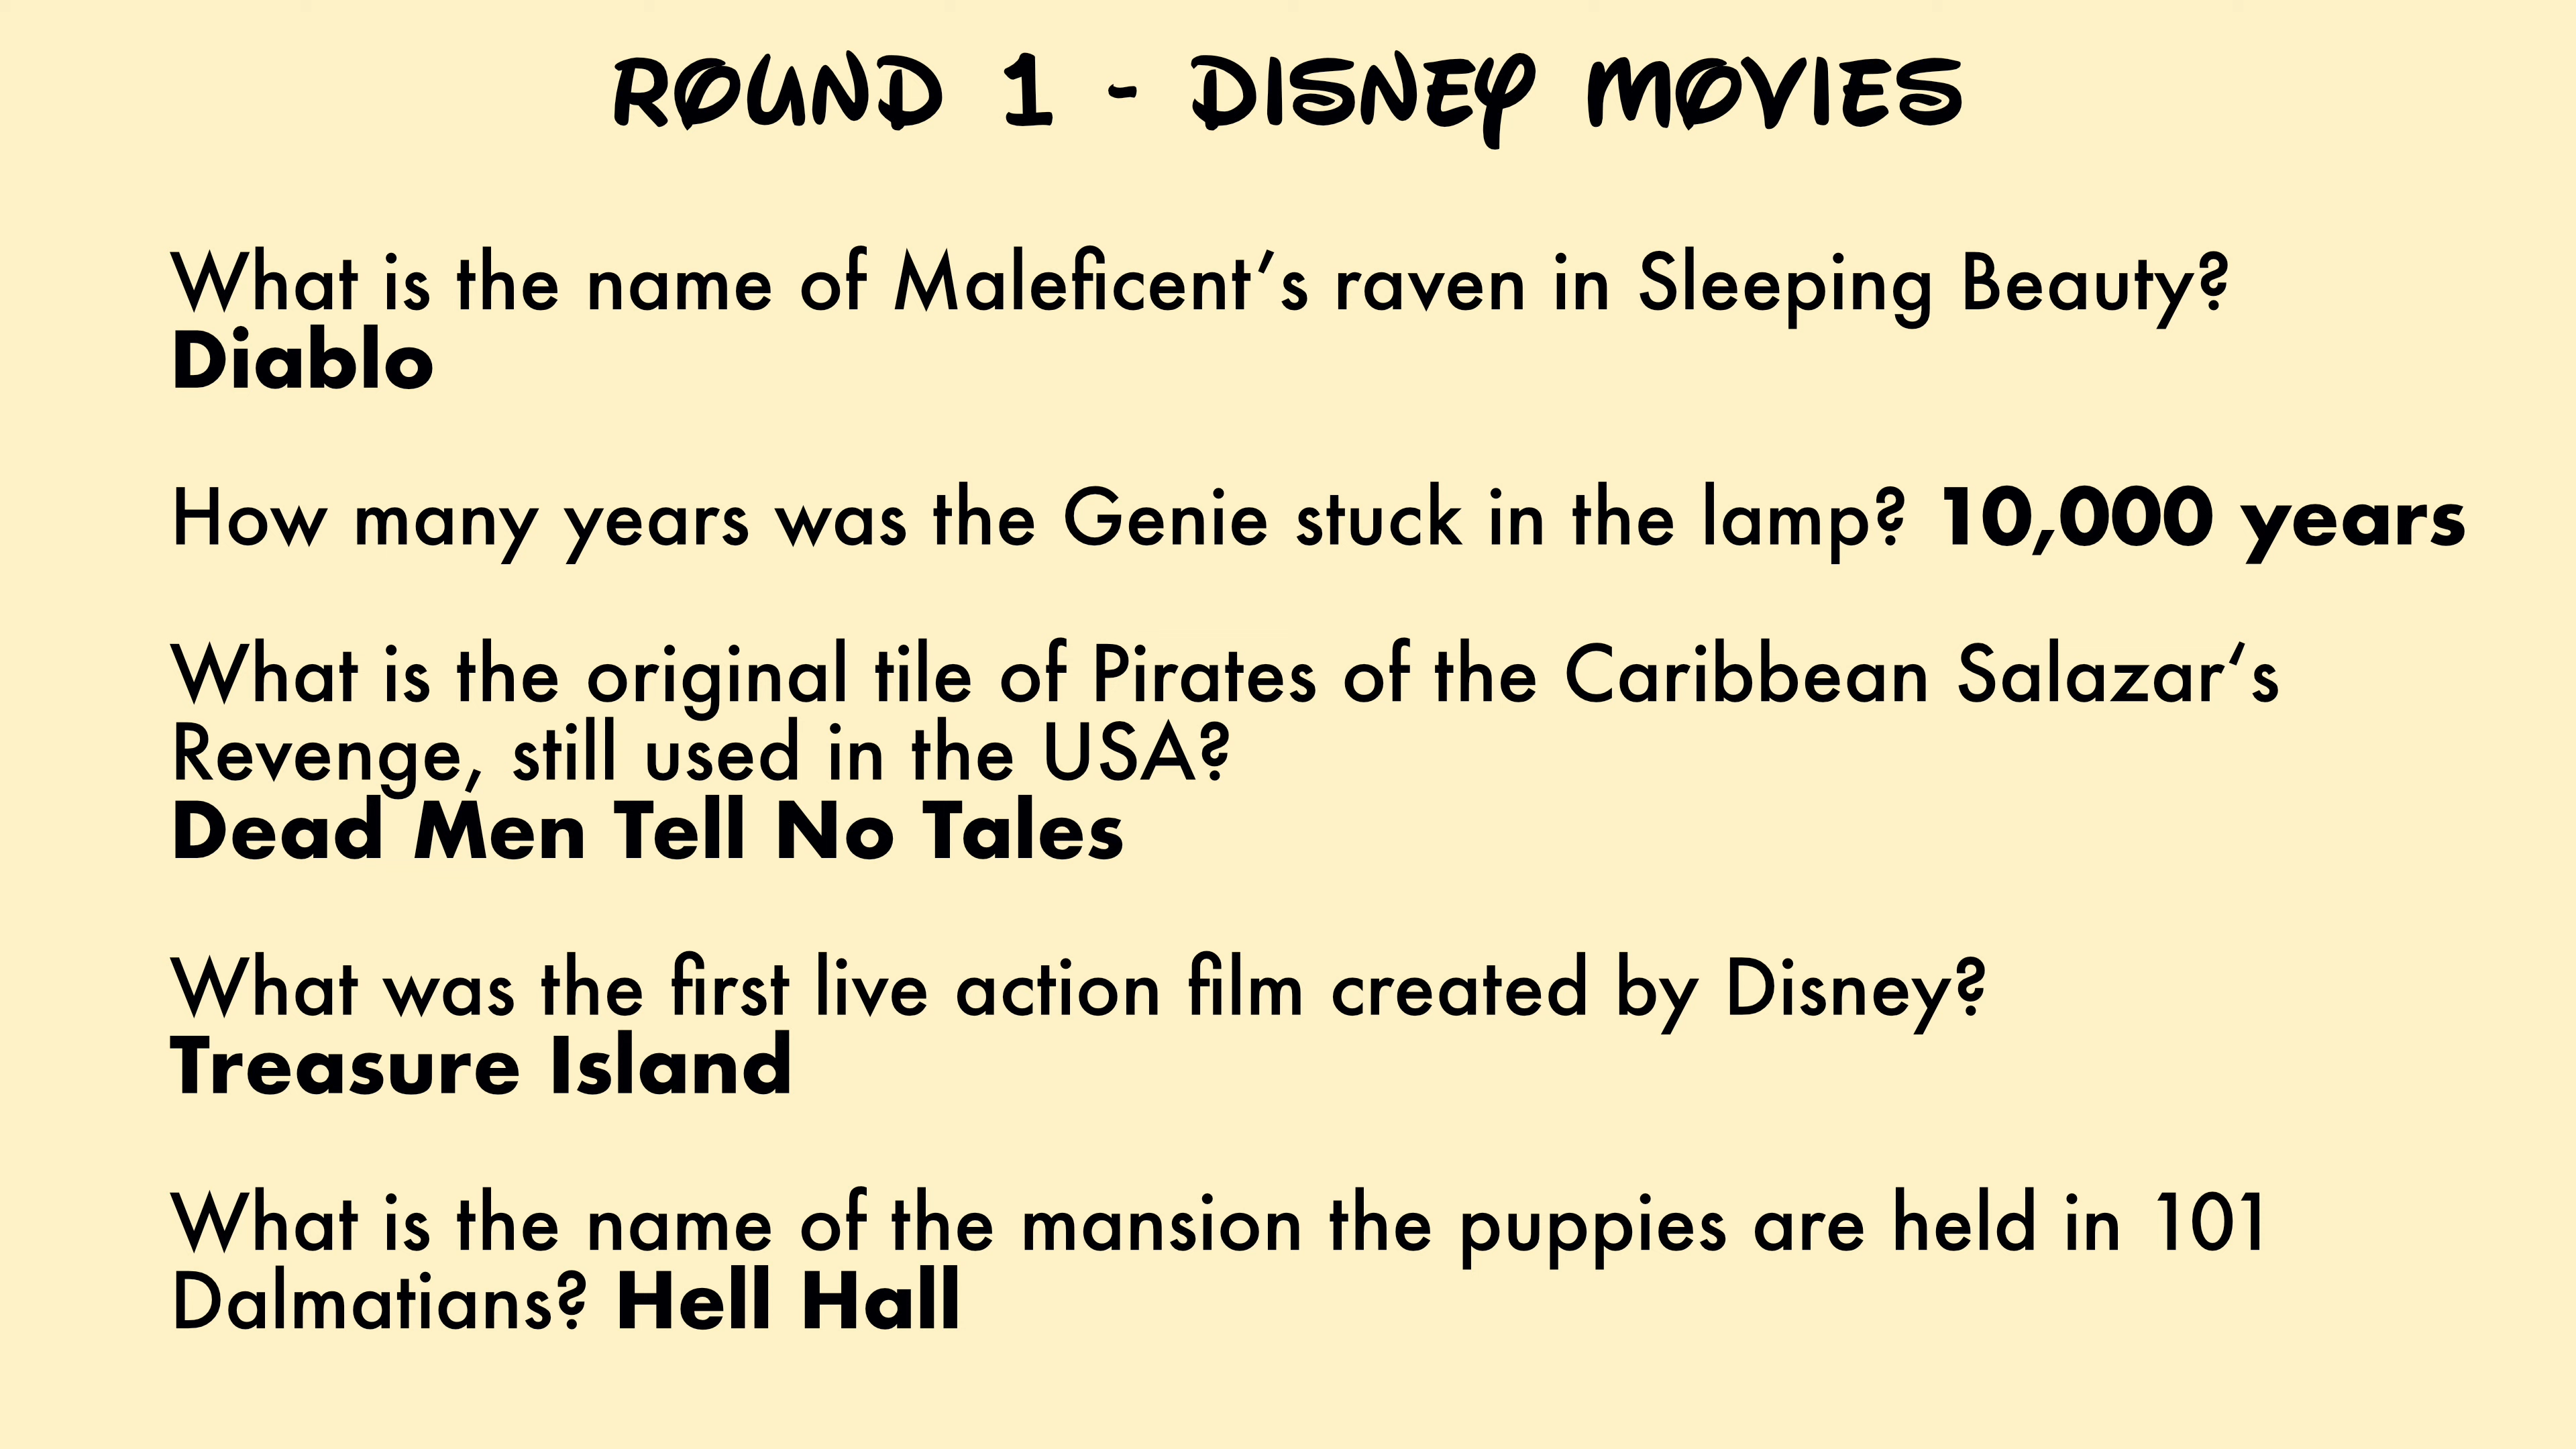 ROUND 1 - DISNEY MOVIES
What is the name of Maleficent’s raven in Sleeping Beauty?
Diablo
How many years was the Genie stuck in the lamp? 10,000 years
What is the original tile of Pirates of the Caribbean Salazar‘s
Revenge, still used in the USA?
Dead Men Tell No Tales
What was the first live action film created by Disney?
Treasure Island
What is the name of the mansion the puppies are held in 101
Dalmatians? Hell Hall